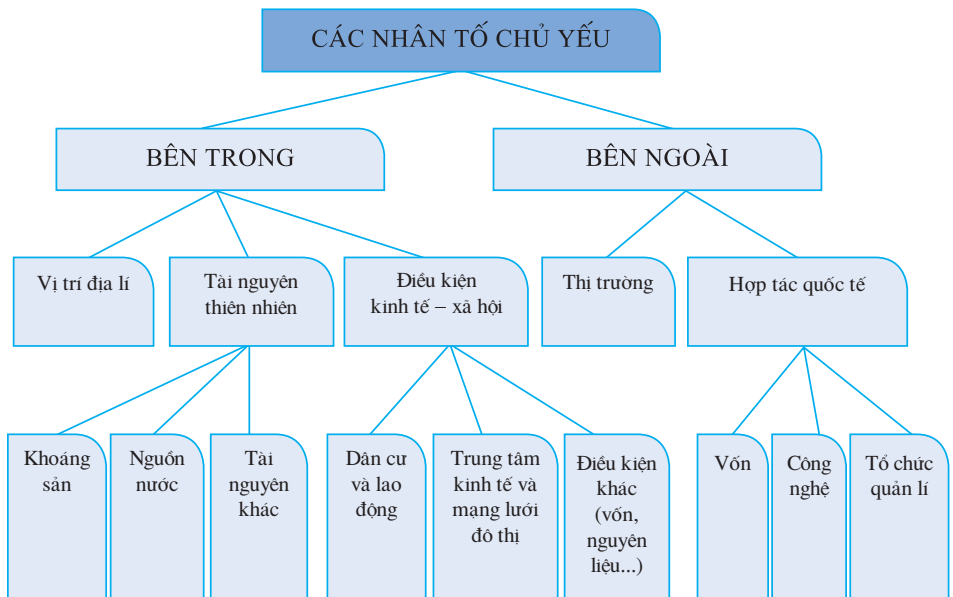 CÁC NHÂN TỐ CHỦ YẾU
BÊN TRONG
BÊN NGOÀI
Vị trí địa lí
Tài nguyên
thiên nhiên
Điều kiện
kinh tế – xã hội
Thị trường
Hợp tác quốc tế
Khoáng
sản
Nguồn
nước
Tài
nguyên
khác
Dân cư
và lao
động
Trung tâm
kinh tế và
mạng lưới
đô thị
Điều kiện
khác
(vốn,
nguyên
liệu...)
Vốn
Công
nghệ
Tổ chức
quản lí